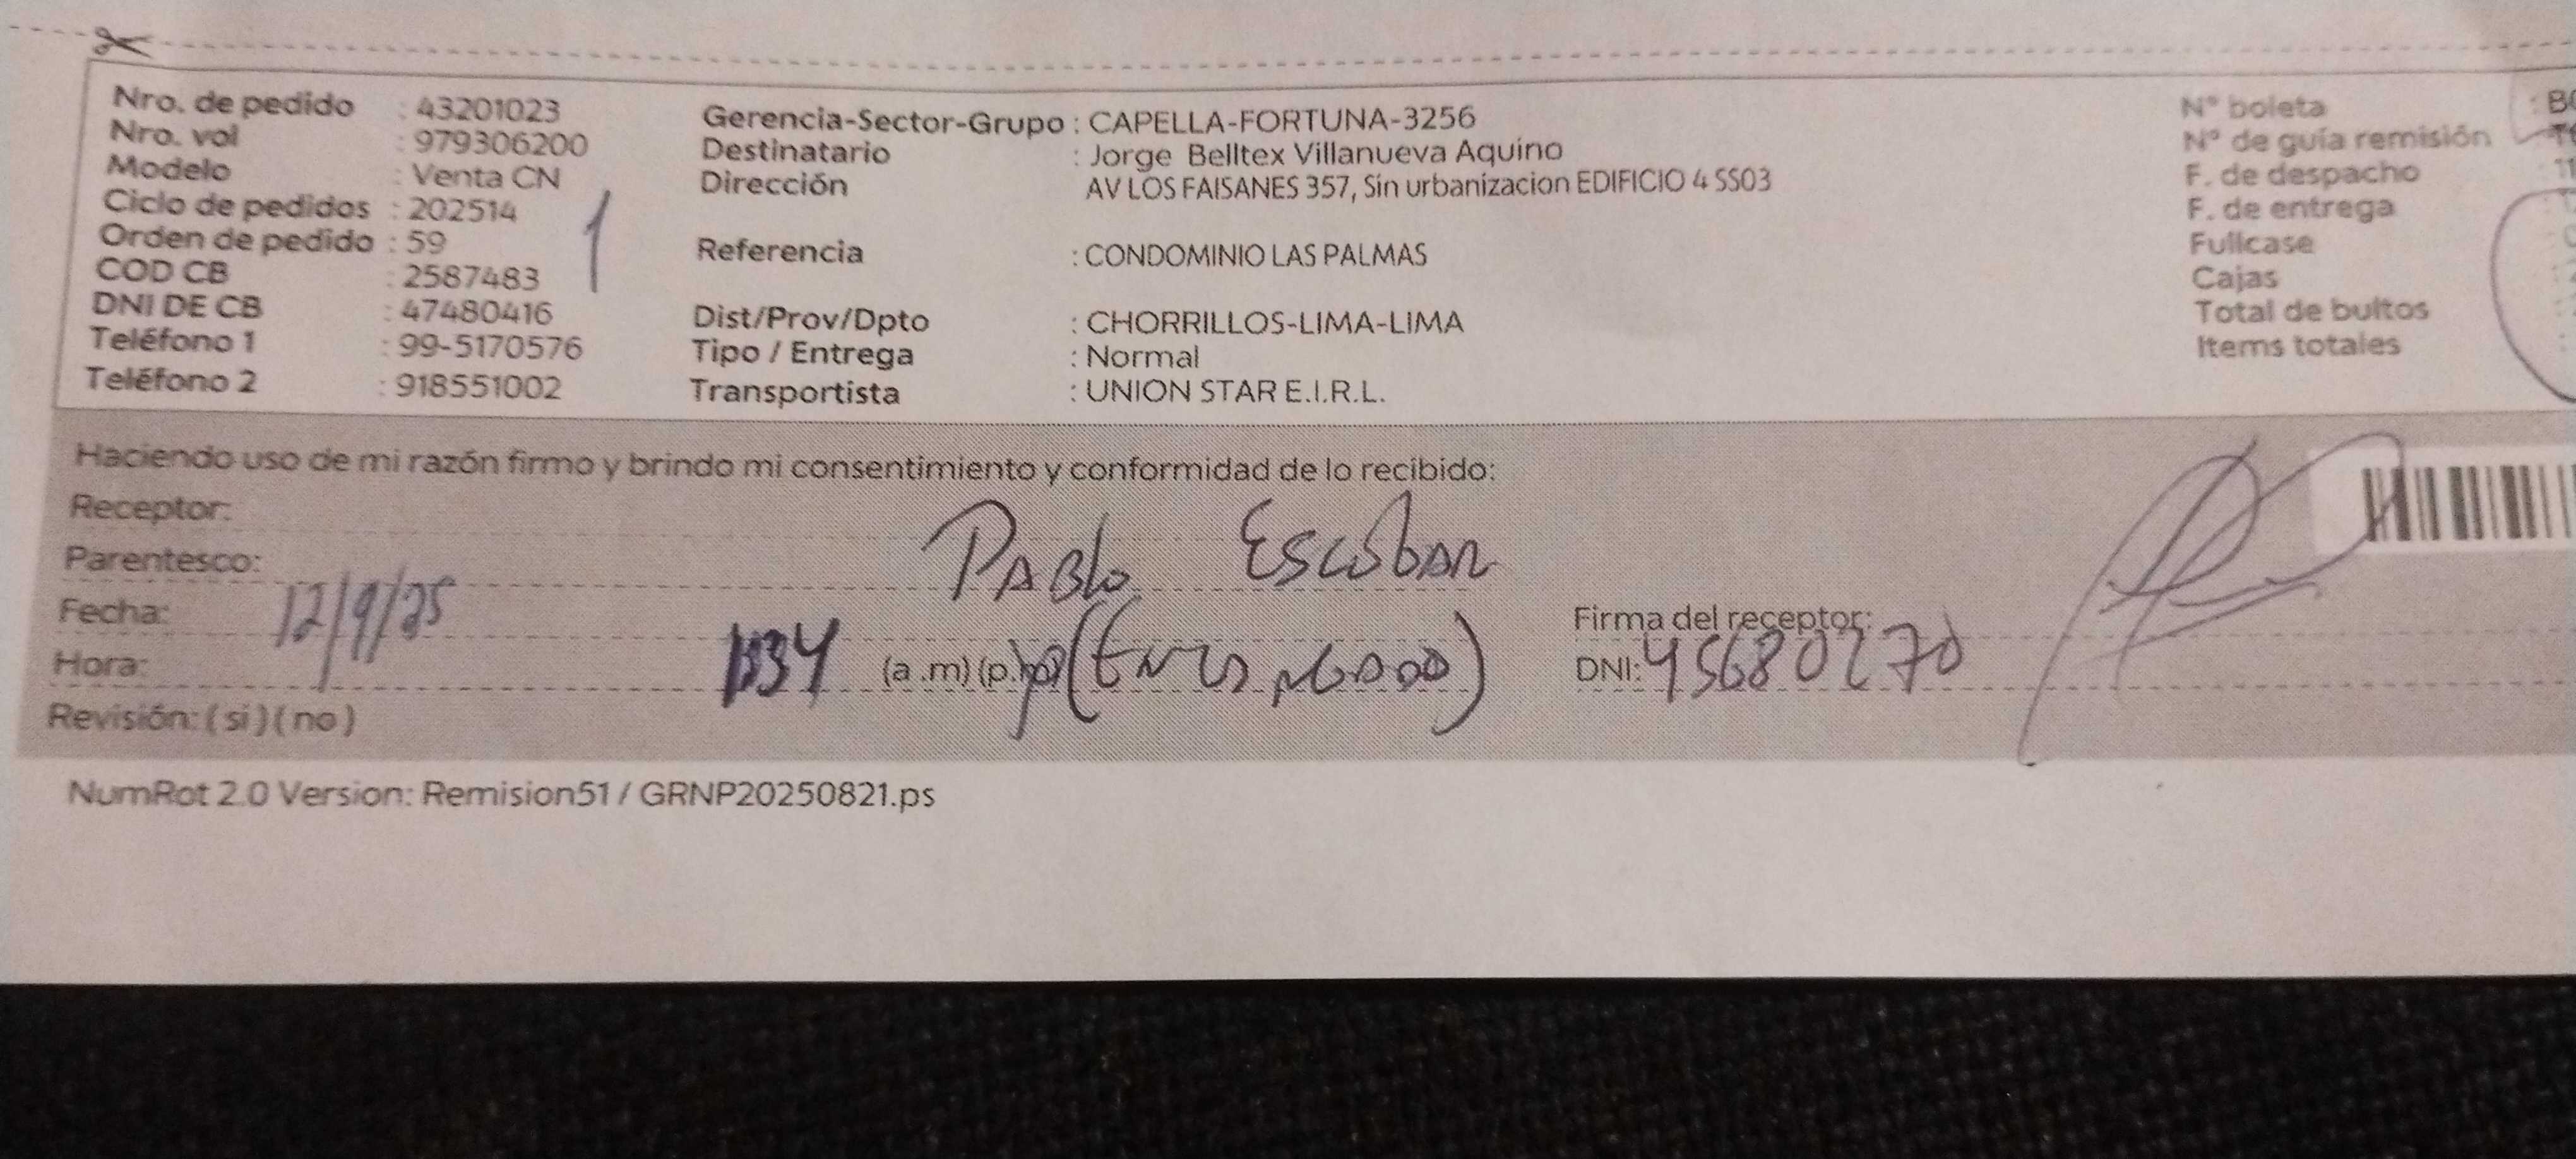 Nro. de pedido : 43201023
Nro. vol : 979306200
Modelo : Venta CN
Ciclo de pedidos : 202514
Orden de pedido : 59
COD CB : 2587483
DNI DE CB : 47480416
Teléfono 1 : 99-5170576
Teléfono 2 : 918551002
1
Gerencia-Sector-Grupo : CAPELLA-FORTUNA-3256
Destinatario : Jorge Belltex Villanueva Aquino
Dirección AV LOS FAISANES 357, Sin urbanizacion EDIFICIO 4 SS03
Referencia : CONDOMINIO LAS PALMAS
Dist/Prov/Dpto : CHORRILLOS-LIMA-LIMA
Tipo / Entrega : Normal
Transportista : UNION STAR E.I.R.L.
N° boleta
N° de guía remisión
F. de despacho
F. de entrega
Fullcase
Cajas
Total de bultos
Items totales
Haciendo uso de mi razón firmo y brindo mi consentimiento y conformidad de lo recibido:
Receptor:
Parentesco: Pablo Escobar
Fecha: 12/9/25 Firma del receptor:
Hora: (a.m) (p.m) DNI: 45680270
Revisión: ( si ) ( no )
NumRot 2.0 Version: Remision51 / GRNP20250821.ps